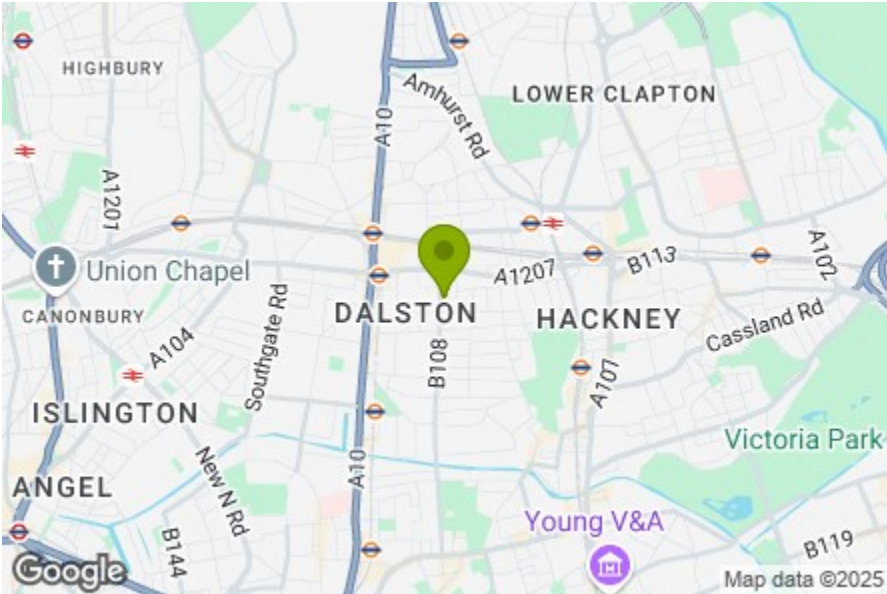 HIGHBURY
A10
Amhurst Rd
LOWER CLAPTON
A1201
Union Chapel
A1207
B113
A102
CANONBURY
DALSTON
HACKNEY
Cassland Rd
A104
Southgate Rd
B108
A107
ISLINGTON
Victoria Park
New N Rd
A10
ANGEL
Young V&A
B144
B119
Google
Map data ©2025